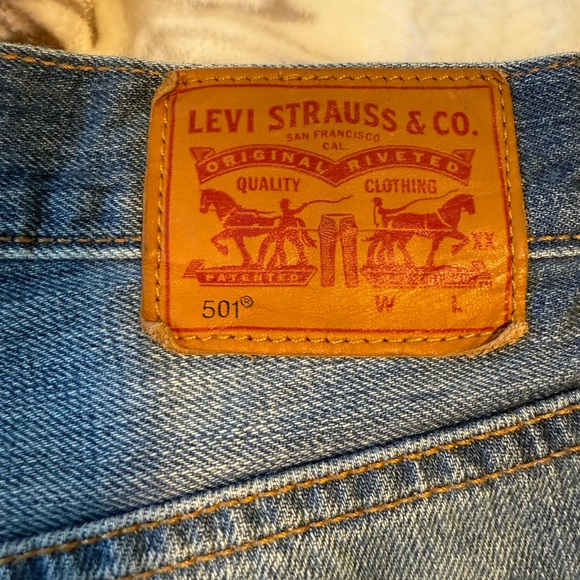 LEVI STRAUSS & CO.
SAN FRANCISCO
CAL.
ORIGINAL RIVETED
QUALITY CLOTHING
XX
PATENTED
501®
W L